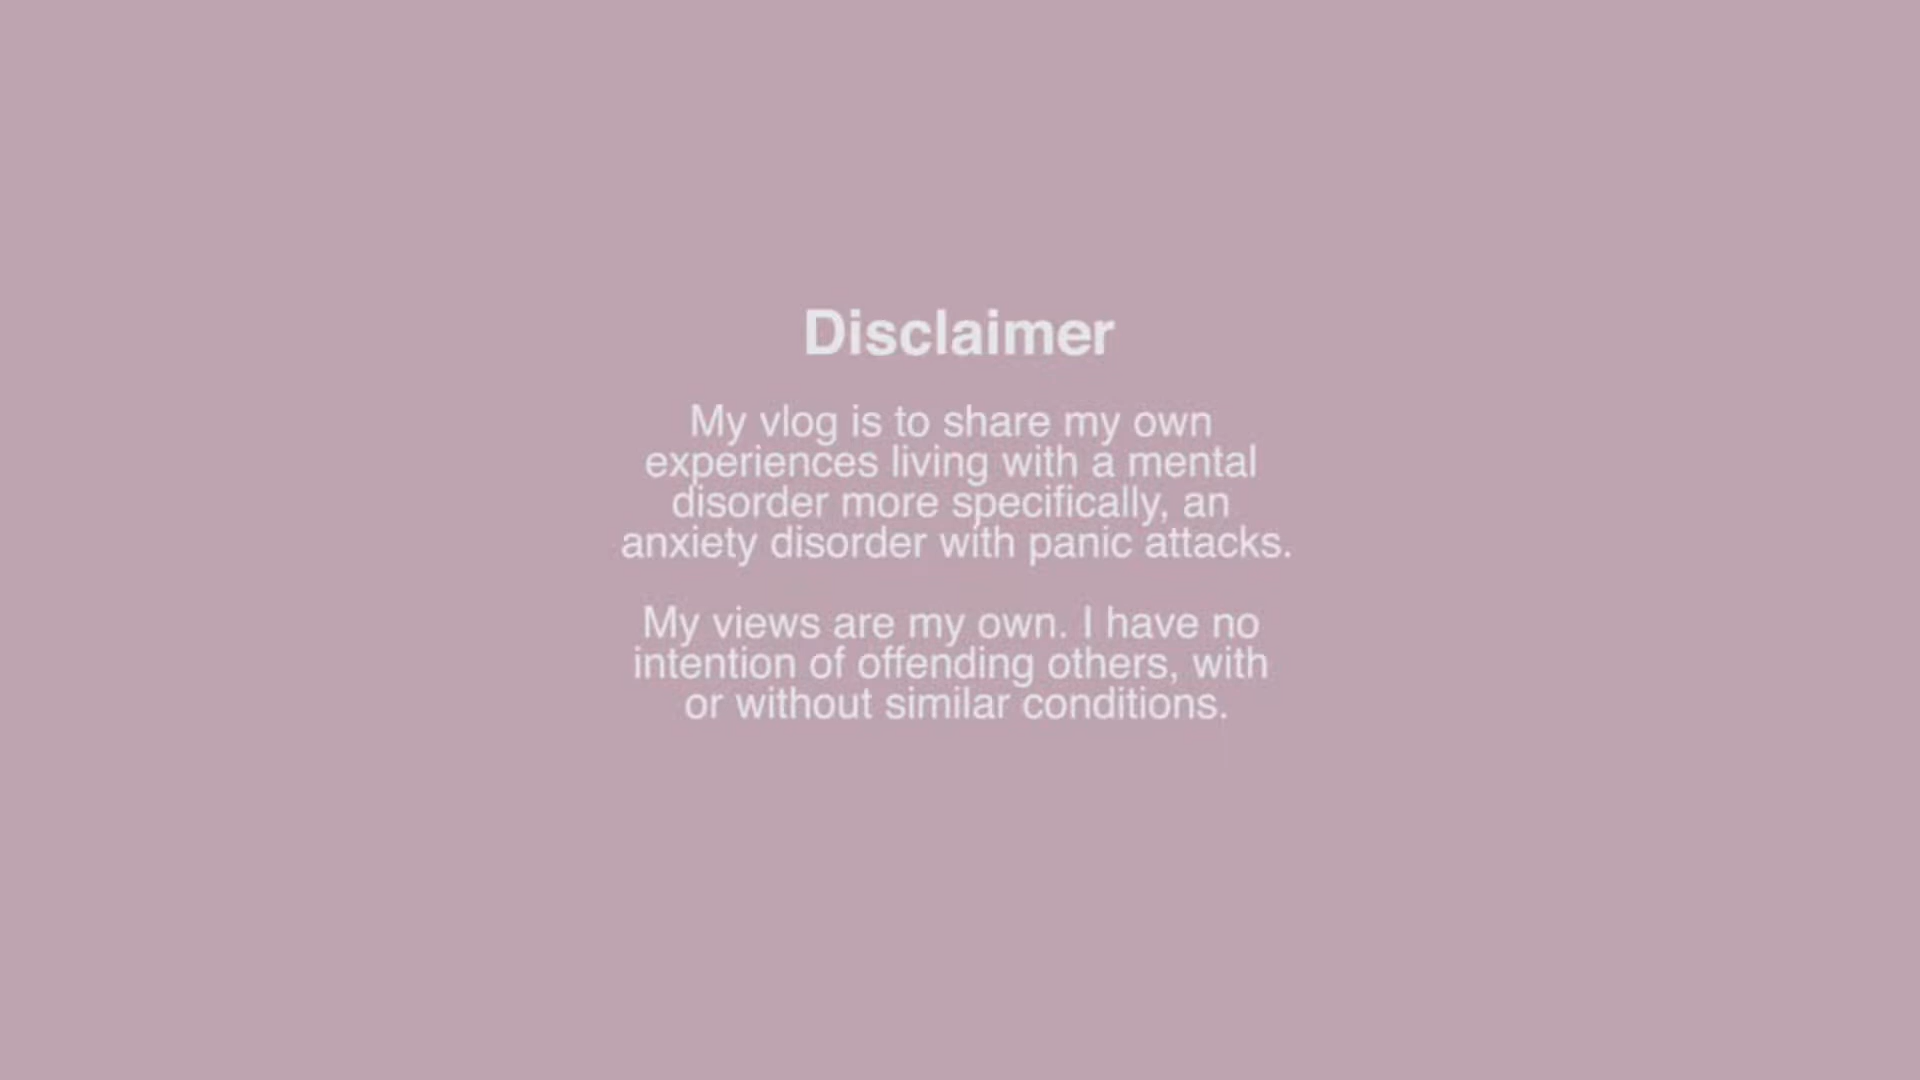 Disclaimer
My vlog is to share my own
experiences living with a mental
disorder more specifically, an
anxiety disorder with panic attacks.
My views are my own. I have no
intention of offending others, with
or without similar conditions.